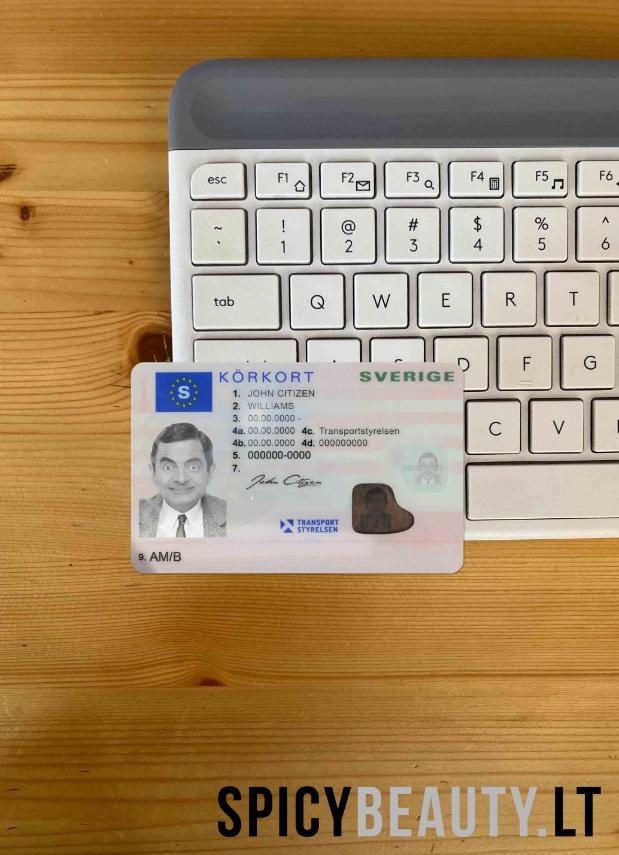 esc F1 F2 F3 F4 F5 F6
~ ! @ # $ % ^
` 1 2 3 4 5 6
tab Q W E R T
D F G
C V
KÖRKORT SVERIGE
S
1. JOHN CITIZEN
2. WILLIAMS
3. 00.00.0000 -
4a. 00.00.0000 4c. Transportstyrelsen
4b. 00.00.0000 4d. 000000000
5. 000000-0000
7. John Citizen
TRANSPORT
STYRELSEN
9. AM/B
SPICYBEAUTY.LT